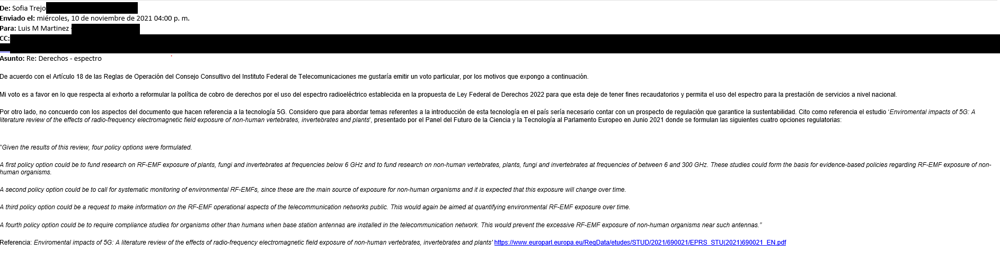 De: Sofia Trejo
Enviado el: miércoles, 10 de noviembre de 2021 04:00 p. m.
Para: Luis M Martinez
CC:
Asunto: Re: Derechos - espectro
De acuerdo con el Artículo 18 de las Reglas de Operación del Consejo Consultivo del Instituto Federal de Telecomunicaciones me gustaría emitir un voto particular, por los motivos que expongo a continuación.
Mi voto es a favor en lo que respecta al exhorto a reformular la política de cobro de derechos por el uso del espectro radioeléctrico establecida en la propuesta de Ley Federal de Derechos 2022 para que esta deje de tener fines recaudatorios y permita el uso del espectro para la prestación de servicios a nivel nacional.
Por otro lado, no concuerdo con los aspectos del documento que hacen referencia a la tecnología 5G. Considero que para abordar temas referentes a la introducción de esta tecnología en el país sería necesario contar con un prospecto de regulación que garantice la sustentabilidad. Cito como referencia el estudio 'Enviromental impacts of 5G: A
literature review of the effects of radio-frequency electromagnetic field exposure of non-human vertebrates, invertebrates and plants', presentado por el Panel del Futuro de la Ciencia y la Tecnología al Parlamento Europeo en Junio 2021 donde se formulan las siguientes cuatro opciones regulatorias:
"Given the results of this review, four policy options were formulated.
A first policy option could be to fund research on RF-EMF exposure of plants, fungi and invertebrates at frequencies below 6 GHz and to fund research on non-human vertebrates, plants, fungi and invertebrates at frequencies of between 6 and 300 GHz. These studies could form the basis for evidence-based policies regarding RF-EMF exposure of non-
human organisms.
A second policy option could be to call for systematic monitoring of environmental RF-EMFs, since these are the main source of exposure for non-human organisms and it is expected that this exposure will change over time.
A third policy option could be a request to make information on the RF-EMF operational aspects of the telecommunication networks public. This would again be aimed at quantifying environmental RF-EMF exposure over time.
A fourth policy option could be to require compliance studies for organisms other than humans when base station antennas are installed in the telecommunication network. This would prevent the excessive RF-EMF exposure of non-human organisms near such antennas."
Referencia: Enviromental impacts of 5G: A literature review of the effects of radio-frequency electromagnetic field exposure of non-human vertebrates, invertebrates and plants' https://www.europarl.europa.eu/RegData/etudes/STUD/2021/690021/EPRS_STU(2021)690021_EN.pdf